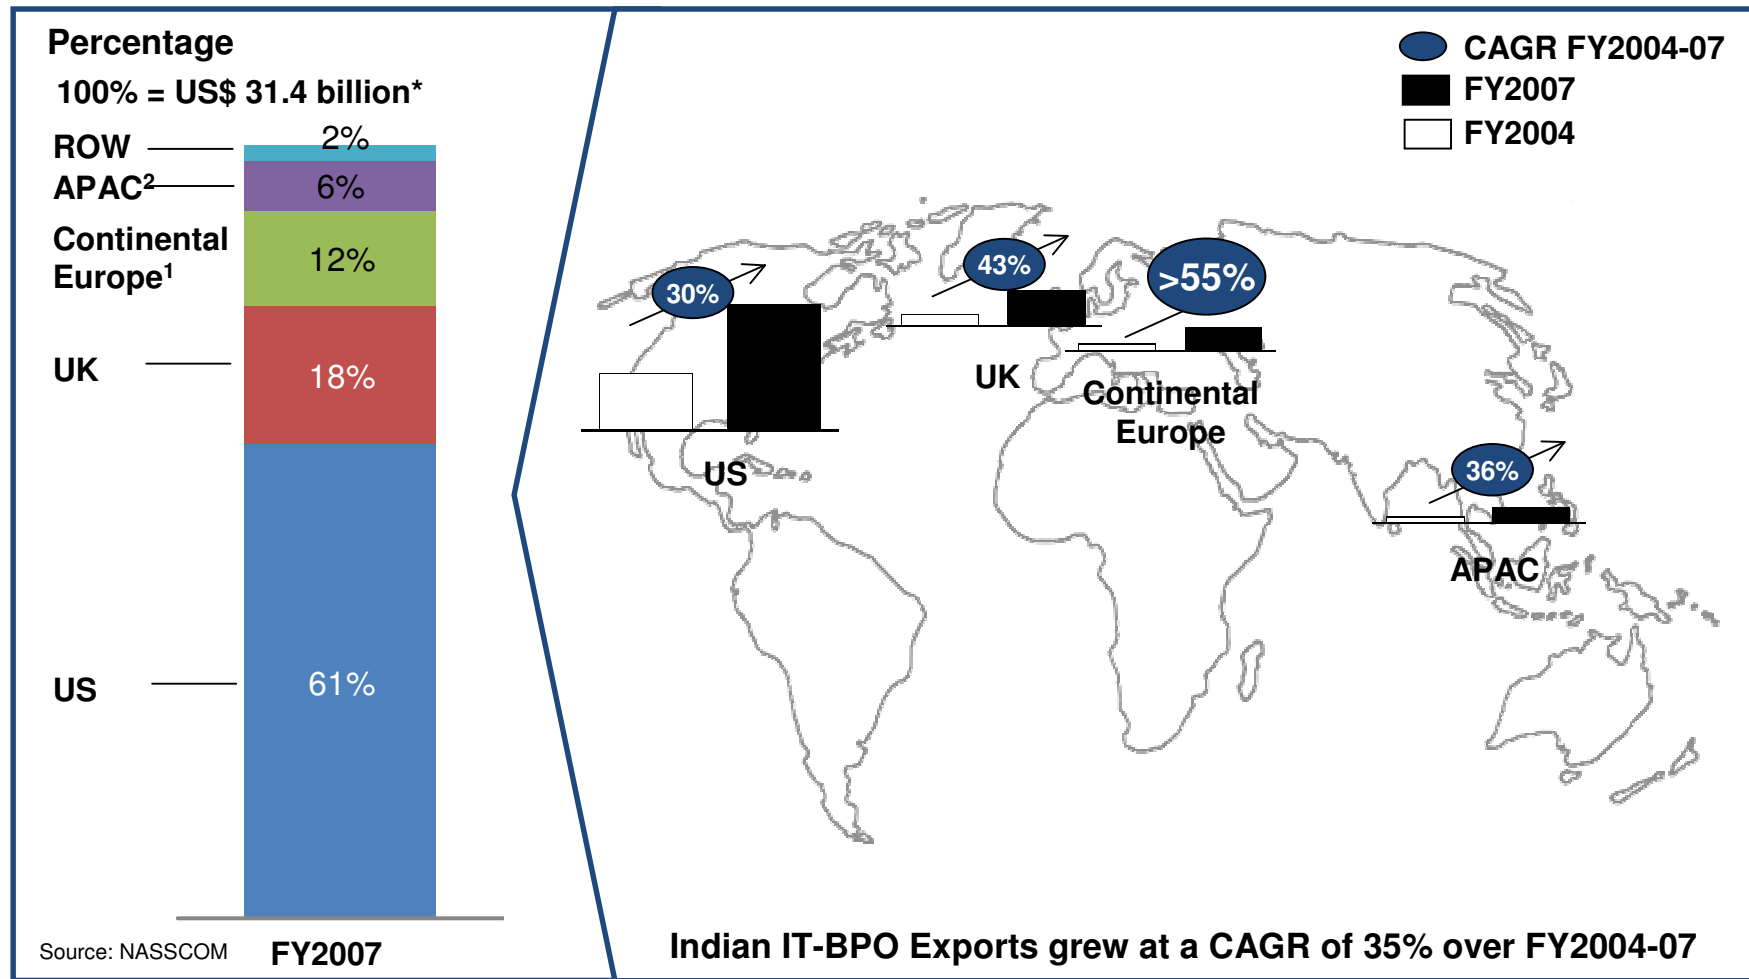 Percentage
100% = US$ 31.4 billion*
ROW
2%
APAC²
6%
Continental
Europe¹
12%
UK
18%
US
61%
Source: NASSCOM
FY2007
CAGR FY2004-07
FY2007
FY2004
30%
US
43%
UK
>55%
Continental
Europe
36%
APAC
Indian IT-BPO Exports grew at a CAGR of 35% over FY2004-07